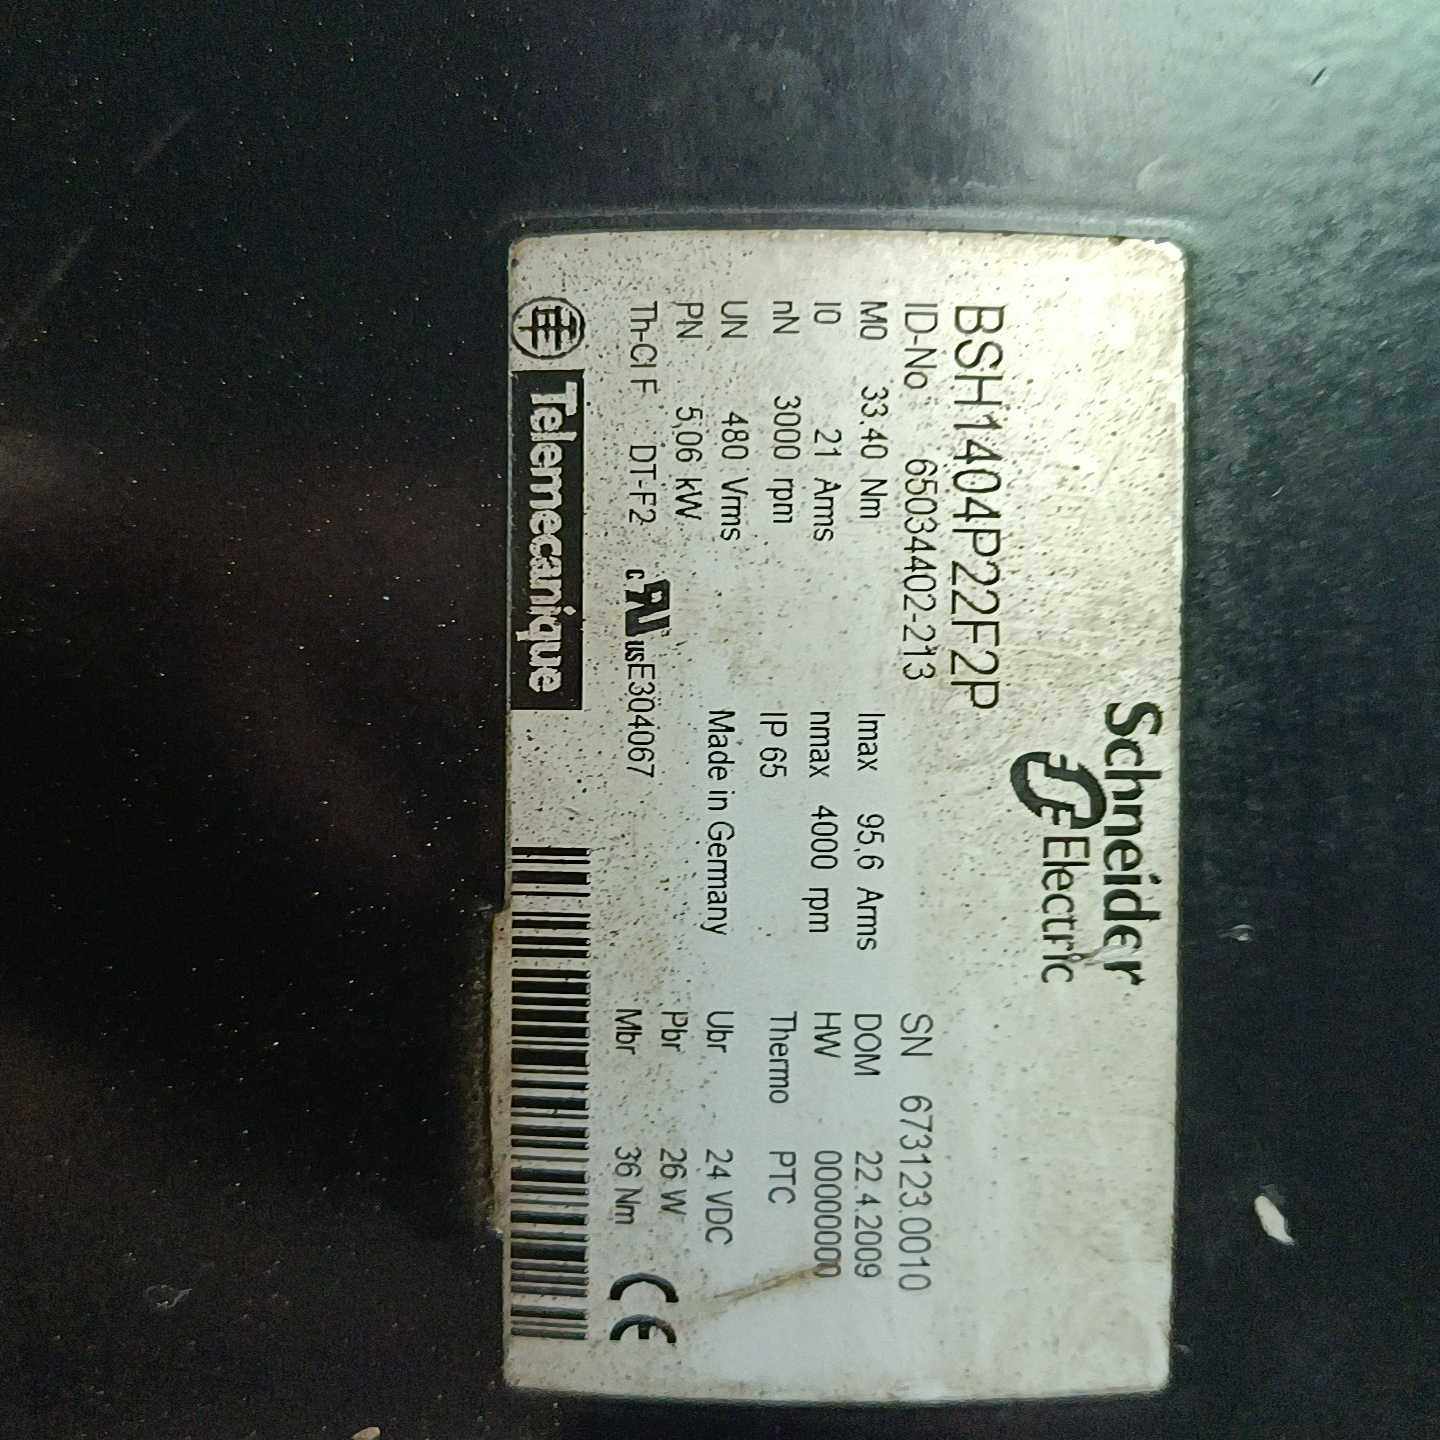 Schneider
Electric
BSH1404P22F2P
ID-No 65034402-213 SN 673123.0010
M0 33,40 Nm Imax 95,6 Arms DOM 22.4.2009
I0 21 Arms nmax 4000 rpm HW 00000000
nN 3000 rpm IP 65 Thermo PTC
UN 480 Vrms Made in Germany Ubr 24 VDC
PN 5,06 kW Pbr 26 W
Th-Cl F DT-F2 c us E304067 Mbr 36 Nm CE
Telemecanique